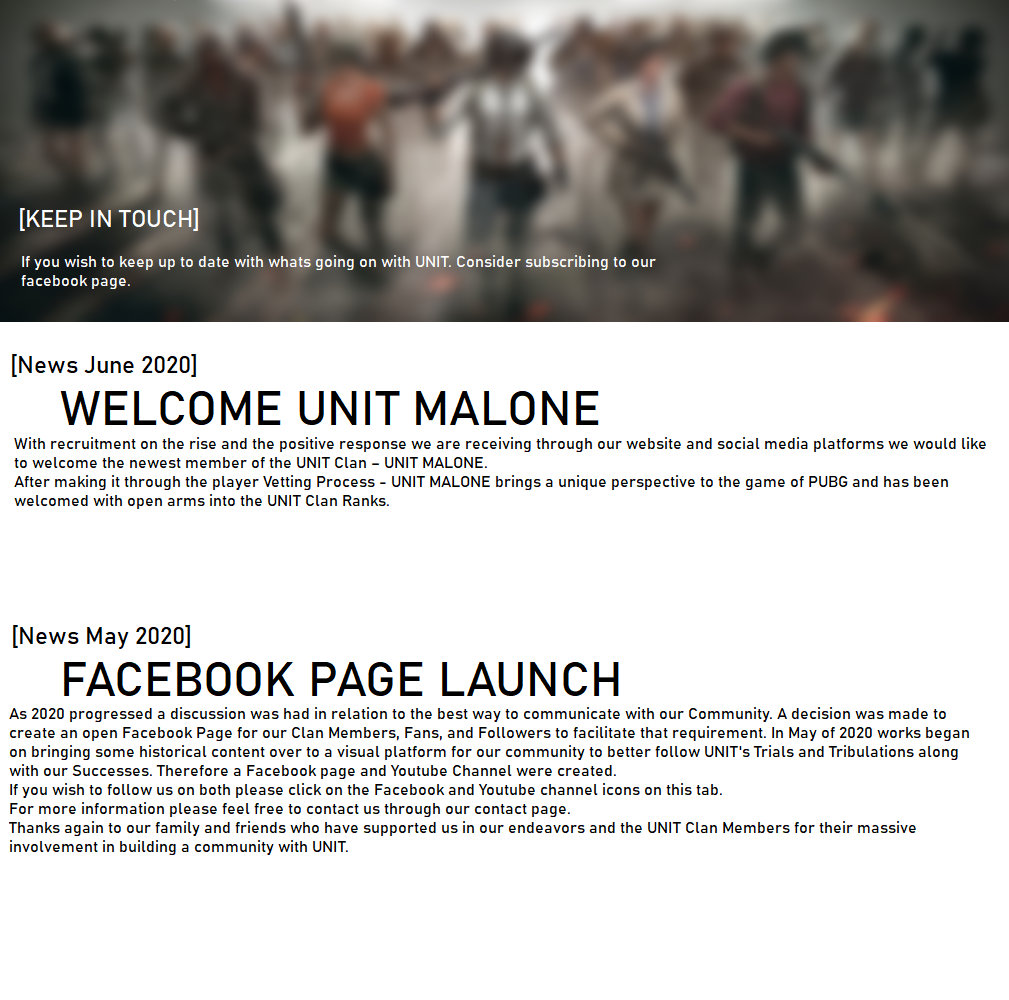 [KEEP IN TOUCH]
If you wish to keep up to date with whats going on with UNIT. Consider subscribing to our
facebook page.
[News June 2020]
WELCOME UNIT MALONE
With recruitment on the rise and the positive response we are receiving through our website and social media platforms we would like
to welcome the newest member of the UNIT Clan – UNIT MALONE.
After making it through the player Vetting Process - UNIT MALONE brings a unique perspective to the game of PUBG and has been
welcomed with open arms into the UNIT Clan Ranks.
[News May 2020]
FACEBOOK PAGE LAUNCH
As 2020 progressed a discussion was had in relation to the best way to communicate with our Community. A decision was made to
create an open Facebook Page for our Clan Members, Fans, and Followers to facilitate that requirement. In May of 2020 works began
on bringing some historical content over to a visual platform for our community to better follow UNIT's Trials and Tribulations along
with our Successes. Therefore a Facebook page and Youtube Channel were created.
If you wish to follow us on both please click on the Facebook and Youtube channel icons on this tab.
For more information please feel free to contact us through our contact page.
Thanks again to our family and friends who have supported us in our endeavors and the UNIT Clan Members for their massive
involvement in building a community with UNIT.